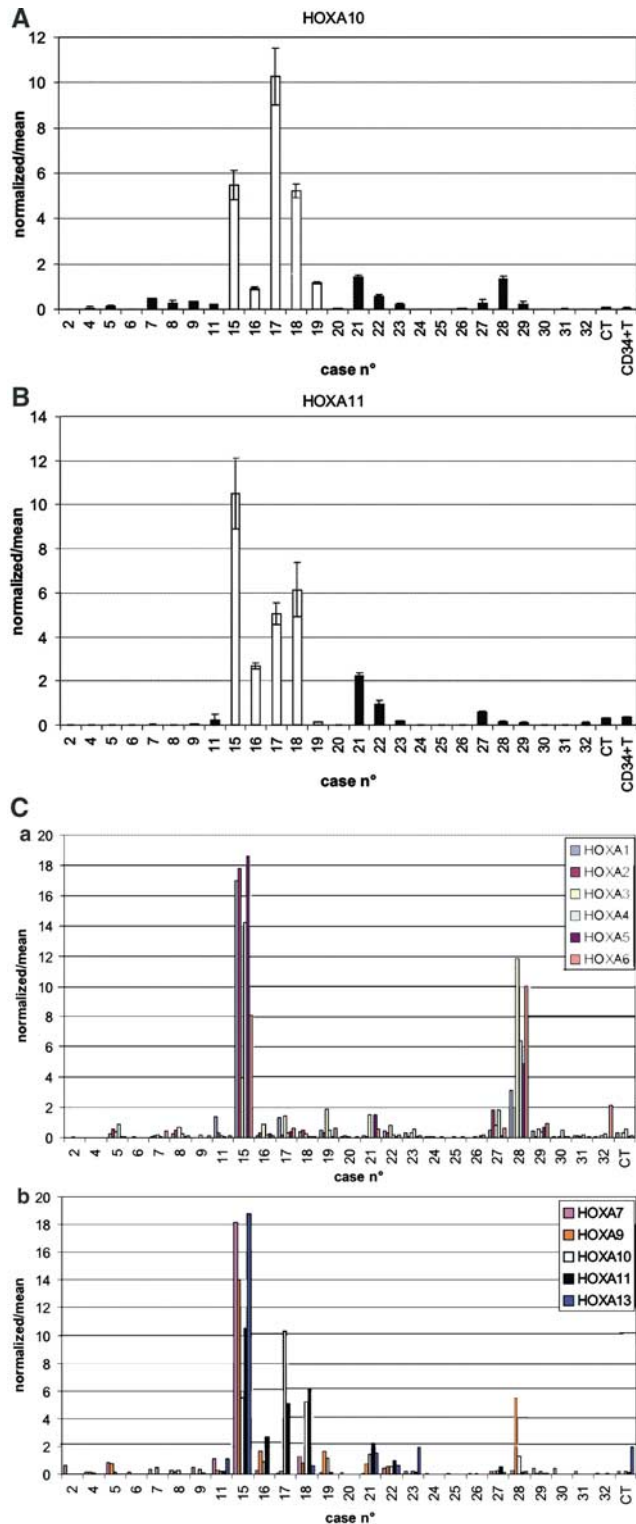 A
HOXA10
12
10
8
6
4
2
0
normalized/mean
2 4 5 6 7 8 9 11 15 16 17 18 19 20 21 22 23 24 25 26 27 28 29 30 31 32 CT CD34+T
case n°
B
HOXA11
14
12
10
8
6
4
2
0
normalized/mean
2 4 5 6 7 8 9 11 15 16 17 18 19 20 21 22 23 24 25 26 27 28 29 30 31 32 CT CD34+T
case n°
C
a
20
18
16
14
12
10
8
6
4
2
0
normalized/mean
HOXA1
HOXA2
HOXA3
HOXA4
HOXA5
HOXA6
2 4 5 6 7 8 9 11 15 16 17 18 19 20 21 22 23 24 25 26 27 28 29 30 31 32 CT
case n°
b
20
18
16
14
12
10
8
6
4
2
0
normalized/mean
HOXA7
HOXA9
HOXA10
HOXA11
HOXA13
2 4 5 6 7 8 9 11 15 16 17 18 19 20 21 22 23 24 25 26 27 28 29 30 31 32 CT
case n°